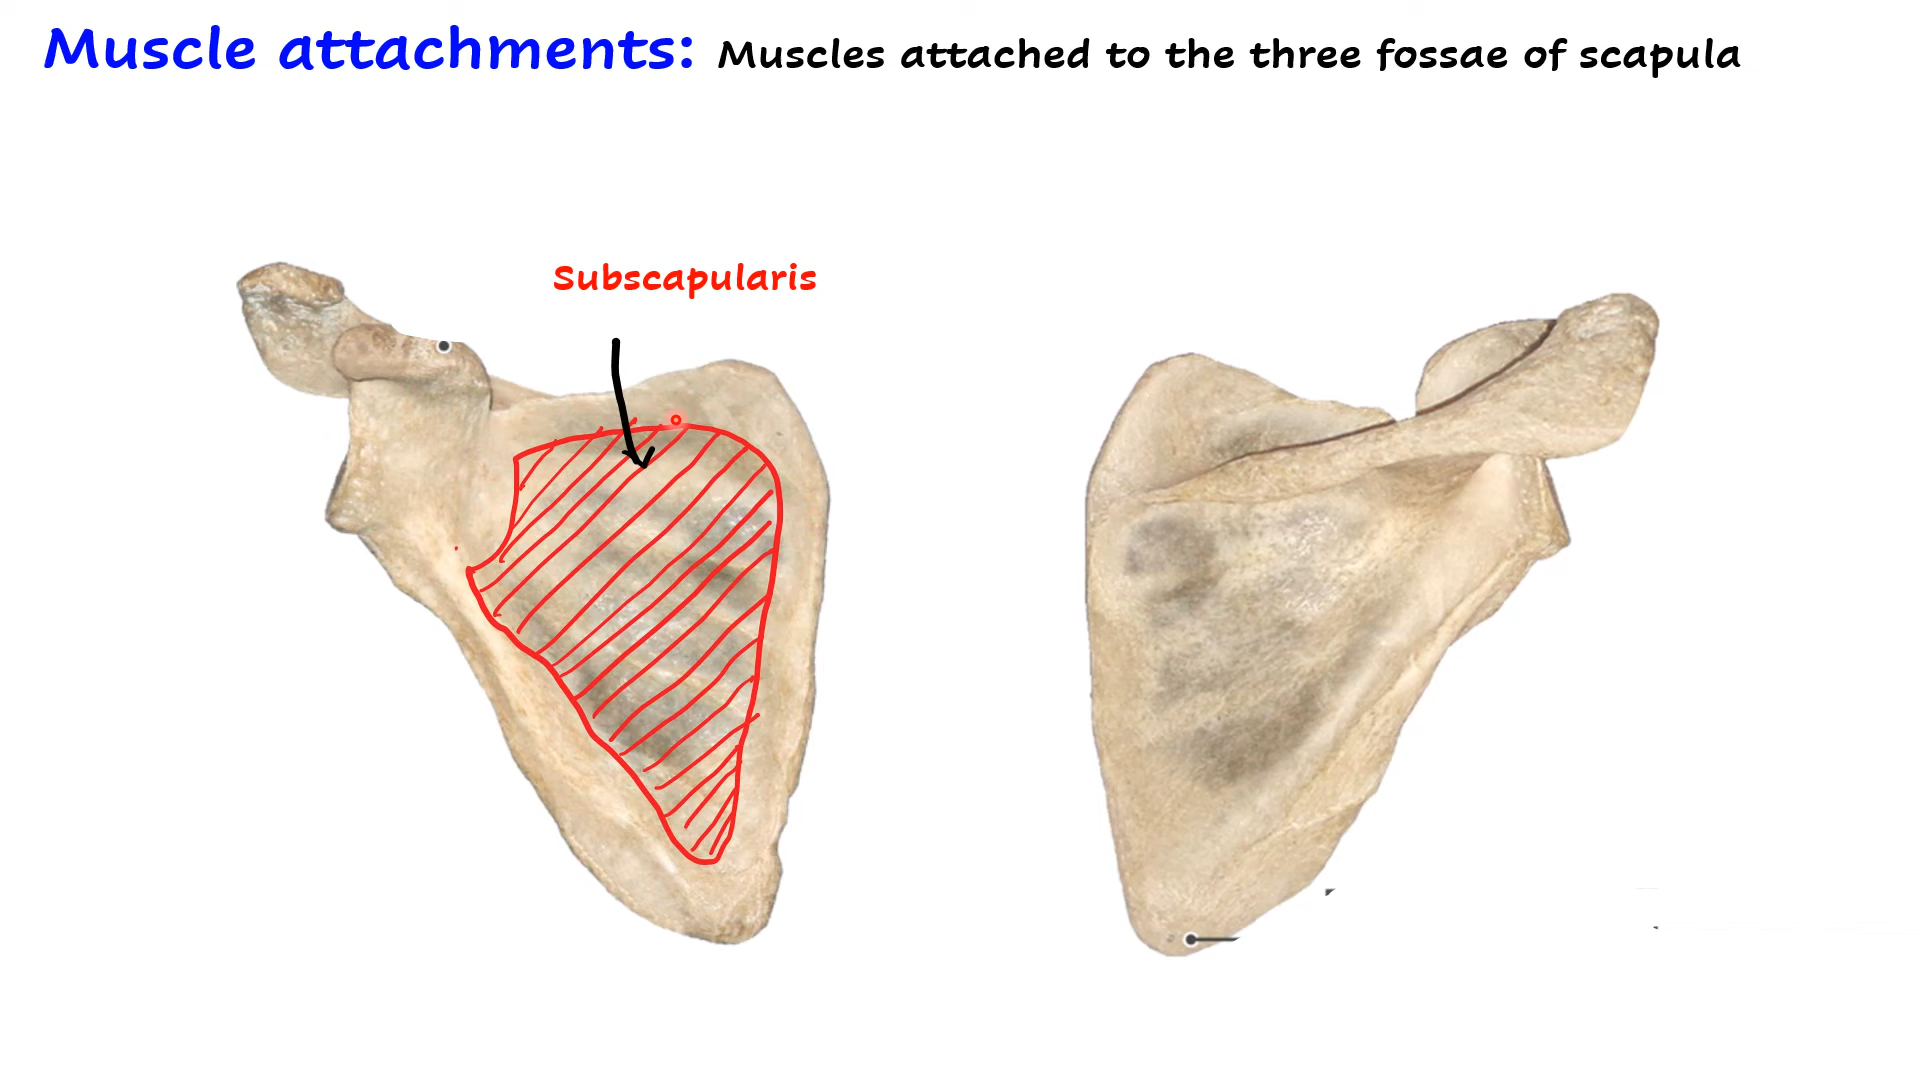 Muscle attachments: Muscles attached to the three fossae of scapula
Subscapularis